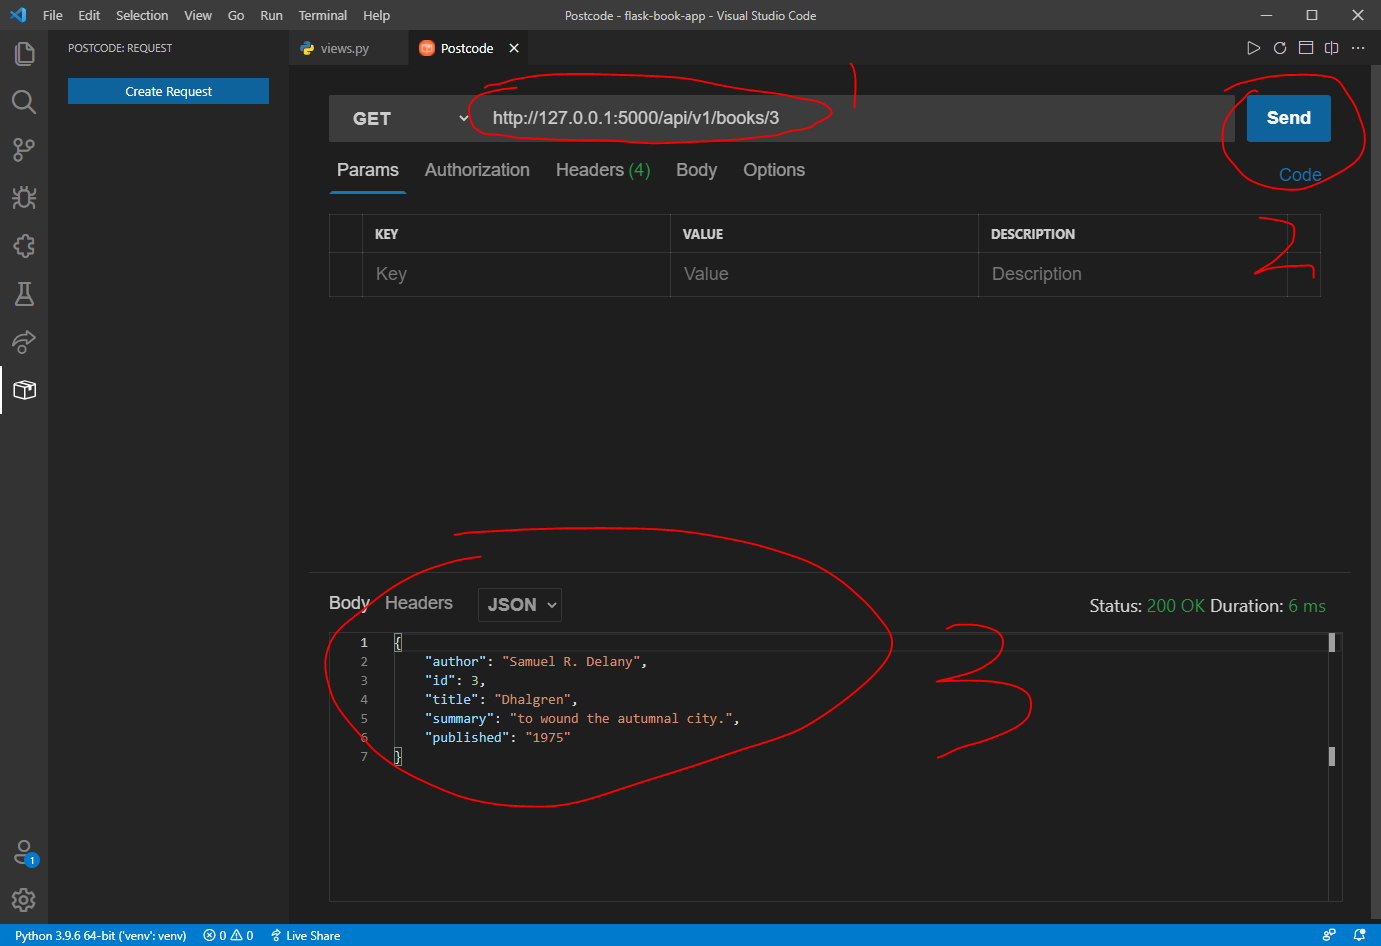 File Edit Selection View Go Run Terminal Help
Postcode - flask-book-app - Visual Studio Code
POSTCODE: REQUEST
views.py
Postcode
Create Request
1
GET
http://127.0.0.1:5000/api/v1/books/3
Send
Params Authorization Headers (4) Body Options
Code
KEY VALUE DESCRIPTION
2
Key Value Description
Body Headers JSON
Status: 200 OK Duration: 6 ms
3
1 {
2 "author": "Samuel R. Delany",
3 "id": 3,
4 "title": "Dhalgren",
5 "summary": "to wound the autumnal city.",
6 "published": "1975"
7 }
1
Python 3.9.6 64-bit ('venv': venv) 0 0 Live Share